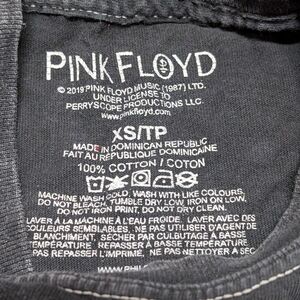 PINK FLOYD
© 2019 PINK FLOYD MUSIC (1987) LTD.
UNDER LICENSE TO
PERRYSCOPE PRODUCTIONS LLC.
www.pinkfloyd.com
XS/TP
MADE IN DOMINICAN REPUBLIC
FAIT AU RÉPUBLIQUE DOMINICAINE
100% COTTON / COTON
MACHINE WASH COLD, WASH WITH LIKE COLOURS,
DO NOT BLEACH, TUMBLE DRY LOW, IRON ON LOW,
DO NOT IRON PRINT, DO NOT DRY CLEAN.
LAVER À LA MACHINE À L'EAU FROIDE. LAVER AVEC DES
COULEURS SEMBLABLES. NE PAS UTILISER D'AGENT DE
BLANCHIMENT. SÉCHER PAR CULBUTAGE À BASSE
TEMPÉRATURE. REPASSER À BASSE TEMPÉRATURE
PAS REPASSER L'IMPRIMÉ. NE PAS NETTOYER À SEC